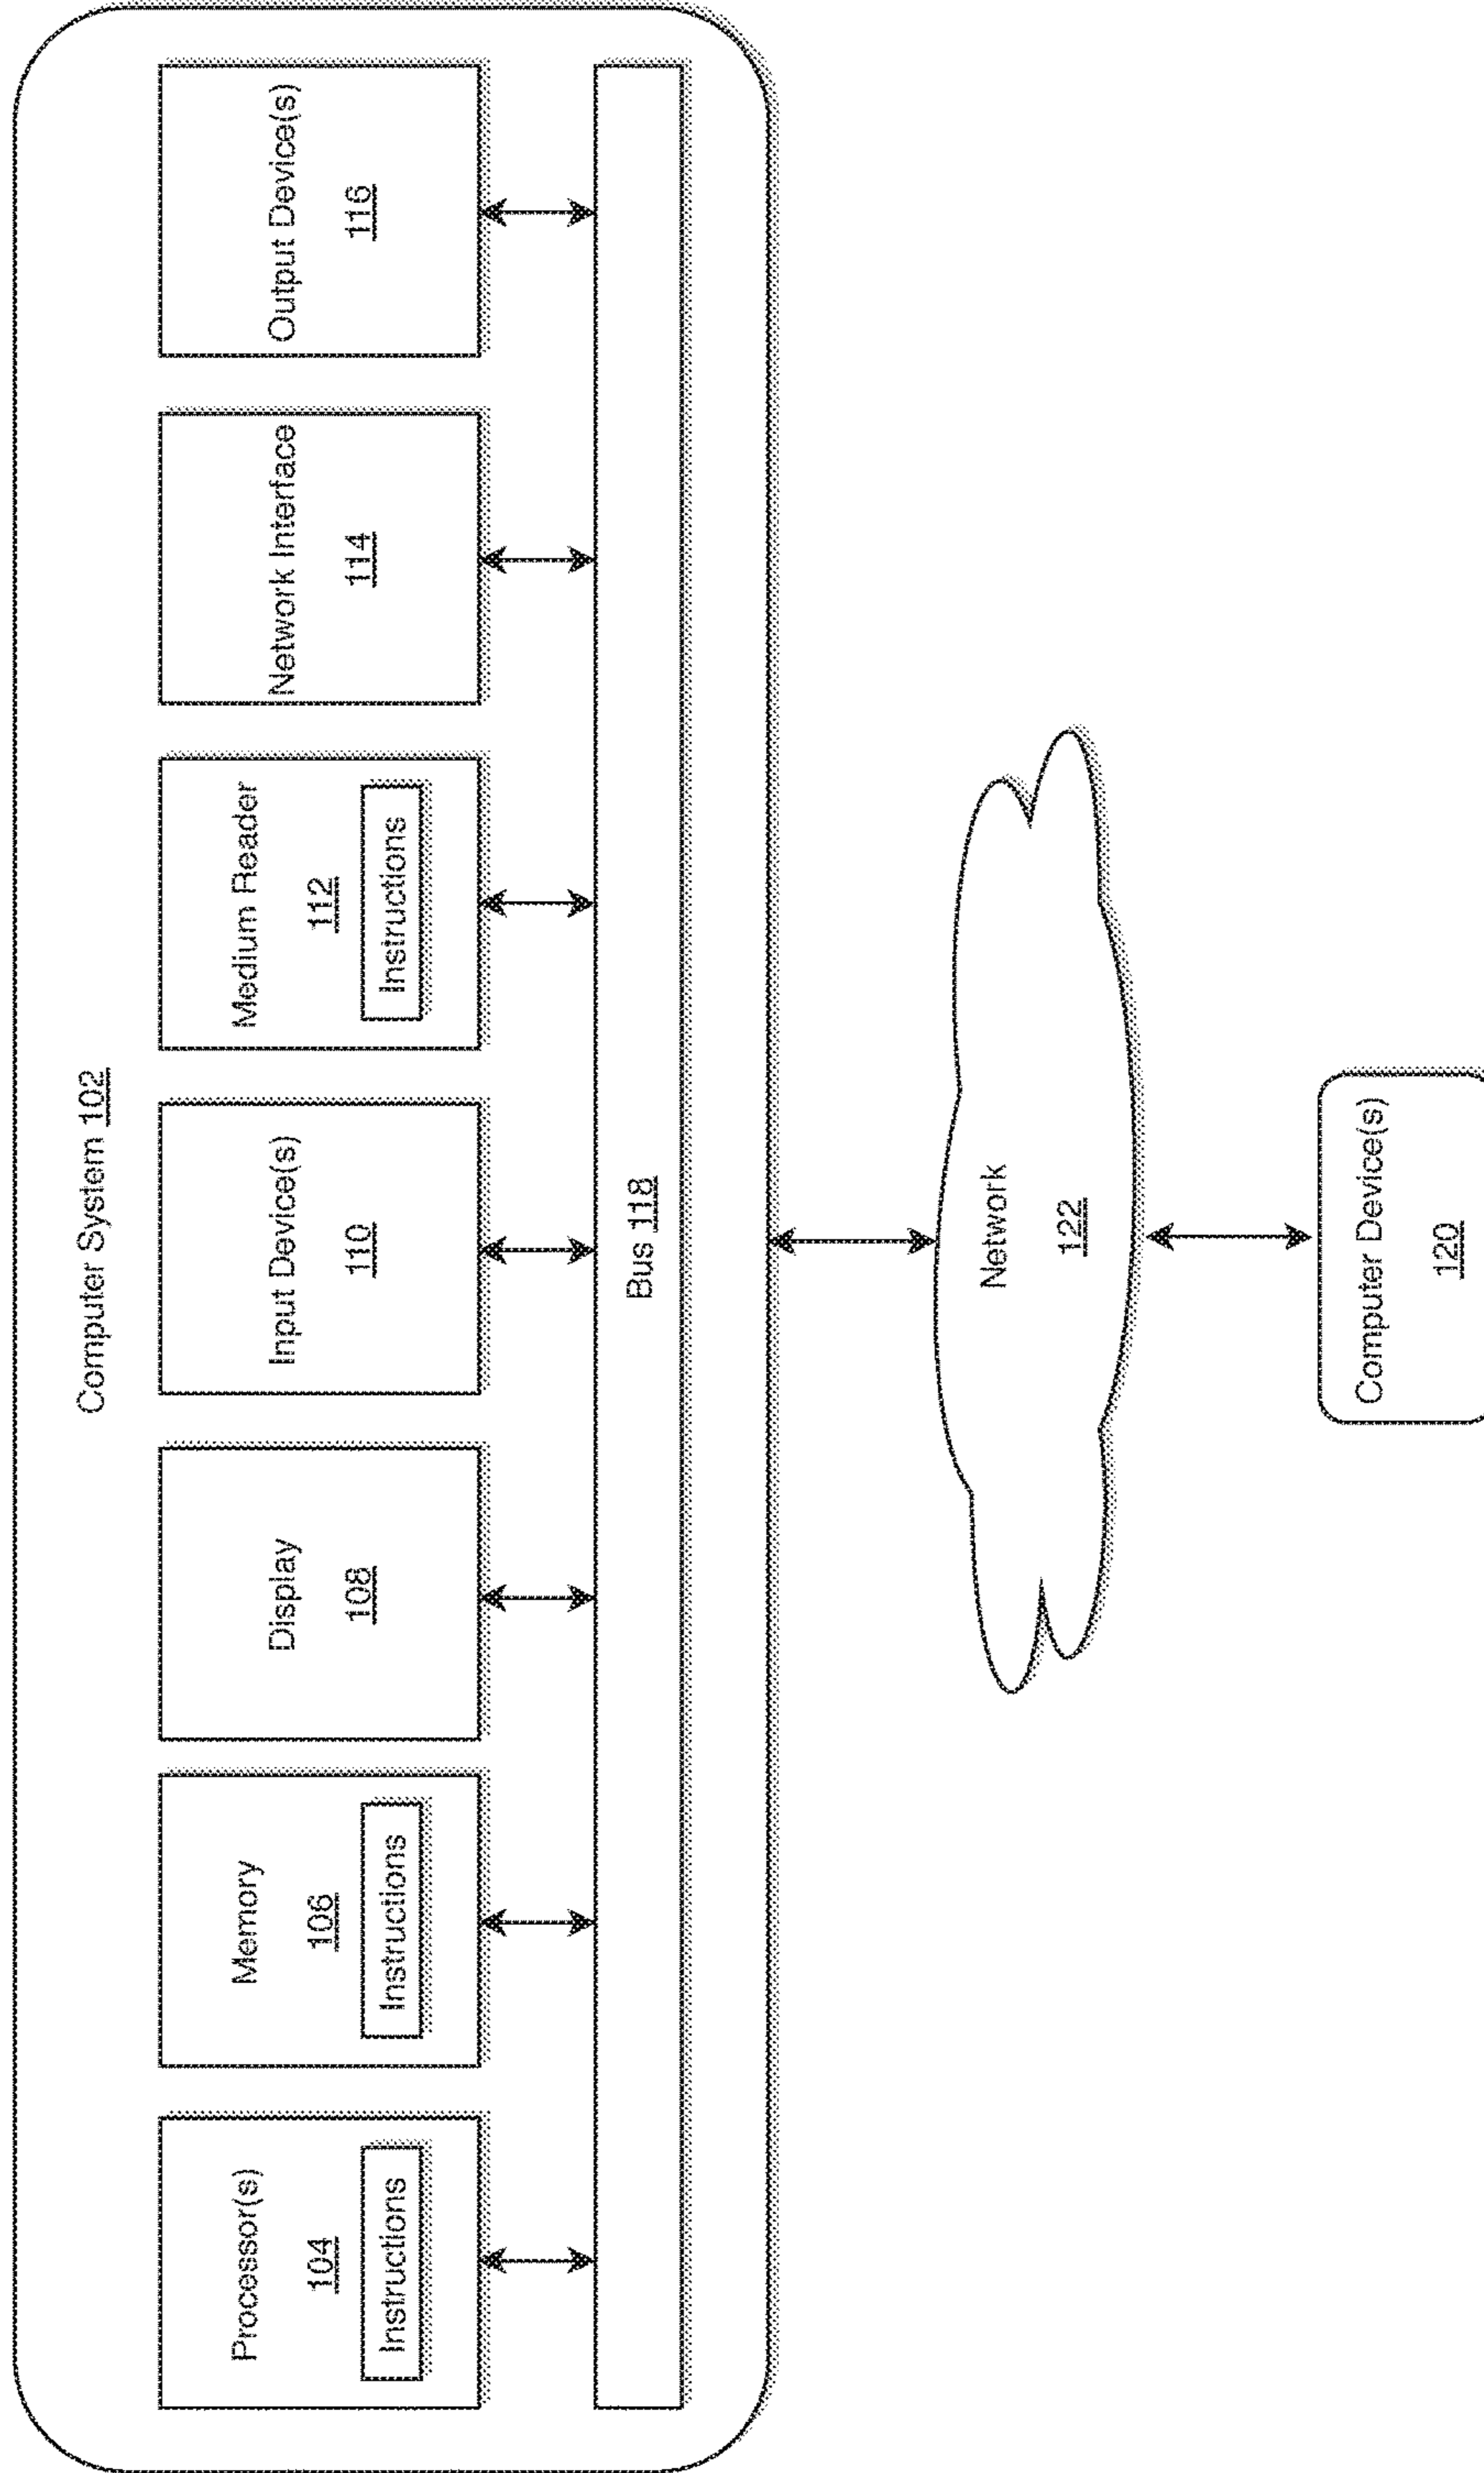 Computer System 102
Processor(s)
104
Instructions
Memory
106
Instructions
Display
108
Input Device(s)
110
Medium Reader
112
Instructions
Network Interface
114
Output Device(s)
116
Bus 118
Network
122
Computer Device(s)
120